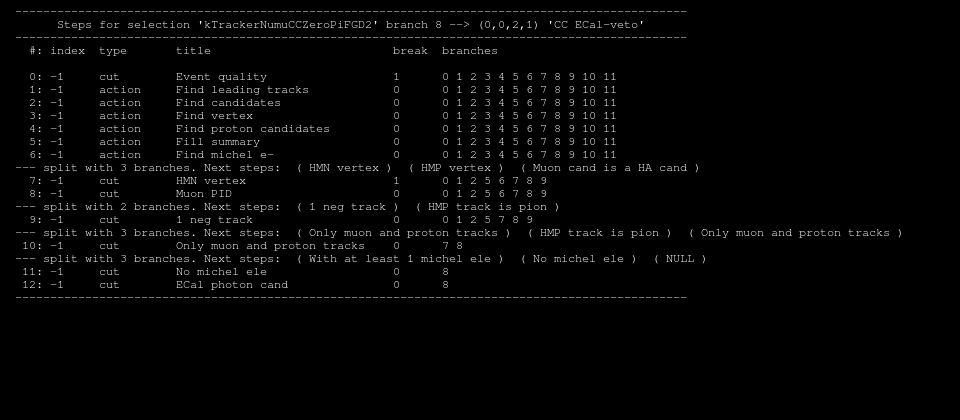 ------------------------------------------------------------------------------------------------
Steps for selection 'kTrackerNumuCCZeroPiFGD2' branch 8 --> (0,0,2,1) 'CC ECal-veto'
------------------------------------------------------------------------------------------------
#: index type title break branches
0: -1 cut Event quality 1 0 1 2 3 4 5 6 7 8 9 10 11
1: -1 action Find leading tracks 0 0 1 2 3 4 5 6 7 8 9 10 11
2: -1 action Find candidates 0 0 1 2 3 4 5 6 7 8 9 10 11
3: -1 action Find vertex 0 0 1 2 3 4 5 6 7 8 9 10 11
4: -1 action Find proton candidates 0 0 1 2 3 4 5 6 7 8 9 10 11
5: -1 action Fill summary 0 0 1 2 3 4 5 6 7 8 9 10 11
6: -1 action Find michel e- 0 0 1 2 3 4 5 6 7 8 9 10 11
--- split with 3 branches. Next steps: ( HMN vertex ) ( HMP vertex ) ( Muon cand is a HA cand )
7: -1 cut HMN vertex 1 0 1 2 5 6 7 8 9
8: -1 cut Muon PID 0 0 1 2 5 6 7 8 9
--- split with 2 branches. Next steps: ( 1 neg track ) ( HMP track is pion )
9: -1 cut 1 neg track 0 0 1 2 5 7 8 9
--- split with 3 branches. Next steps: ( Only muon and proton tracks ) ( HMP track is pion ) ( Only muon and proton tracks )
10: -1 cut Only muon and proton tracks 0 7 8
--- split with 3 branches. Next steps: ( With at least 1 michel ele ) ( No michel ele ) ( NULL )
11: -1 cut No michel ele 0 8
12: -1 cut ECal photon cand 0 8
------------------------------------------------------------------------------------------------